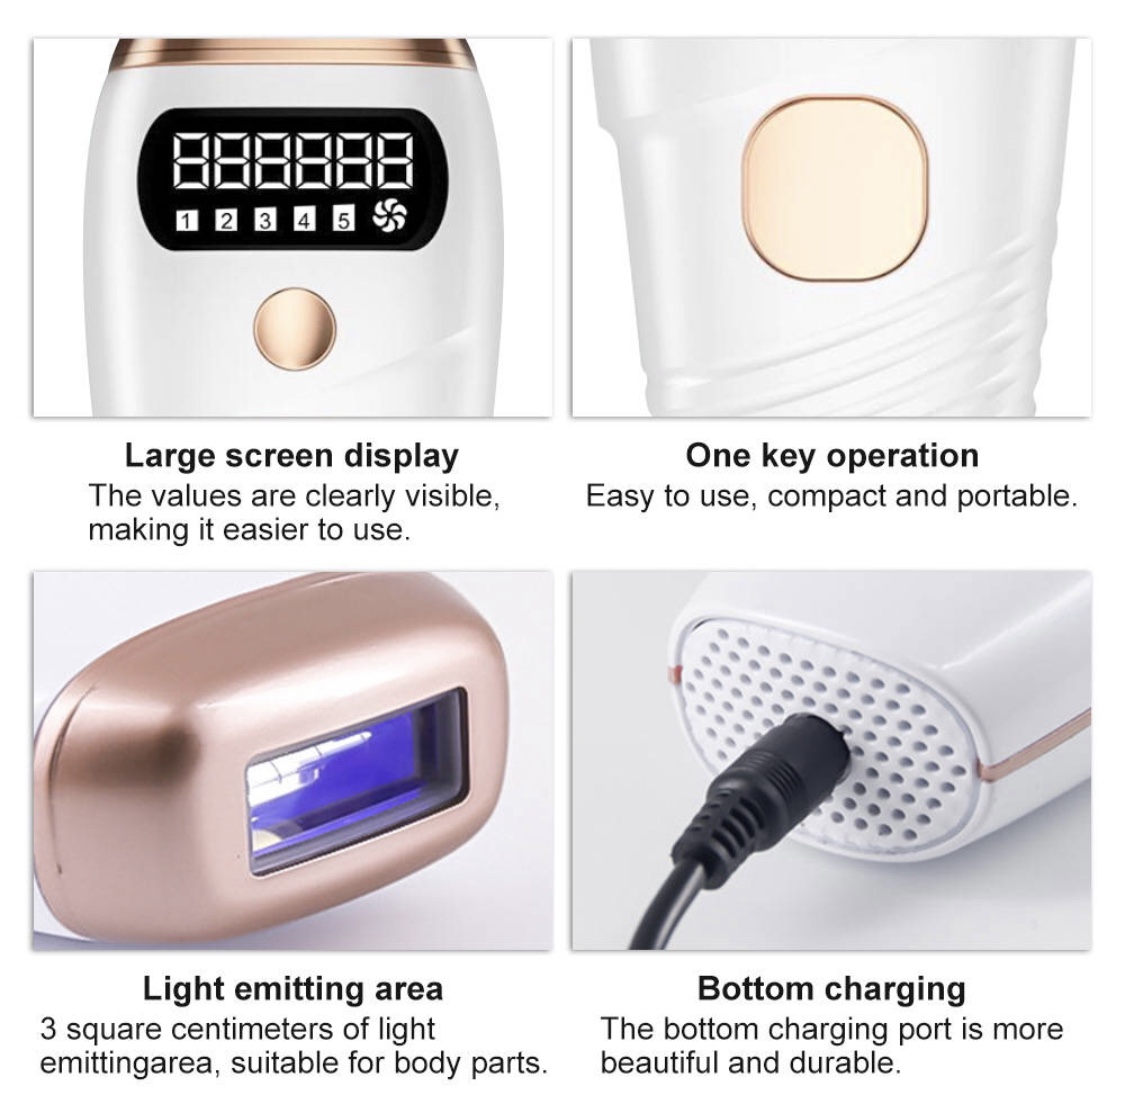 888888
1 2 3 4 5
Large screen display
The values are clearly visible,
making it easier to use.
One key operation
Easy to use, compact and portable.
Light emitting area
3 square centimeters of light
emittingarea, suitable for body parts.
Bottom charging
The bottom charging port is more
beautiful and durable.